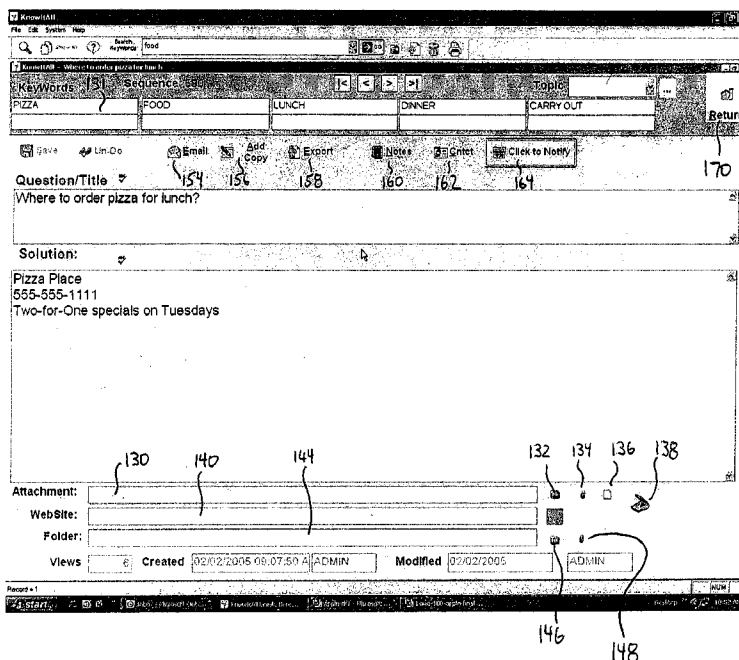 KnowItAll
File Edit System Help
Search Keywords food
KnowItAll - Where to order pizza for lunch
KeyWords 131 Sequence |< < > >| Topic ...
PIZZA FOOD LUNCH DINNER CARRY OUT
Return
Save Un-Do Email Add Copy Export Notes Cntct Click to Notify
154 156 158 160 162 164 170
Question/Title
Where to order pizza for lunch?
Solution:
Pizza Place
555-555-1111
Two-for-One specials on Tuesdays
130 140 144 132 134 136 138
Attachment:
WebSite:
Folder:
Views 6 Created 02/02/2005 09:07:50 A ADMIN Modified 02/02/2005 ADMIN
Record = 1 NUM
start
146
148